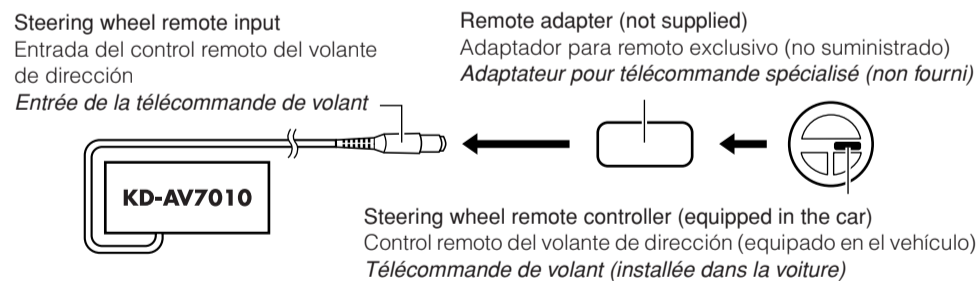 Steering wheel remote input
Entrada del control remoto del volante
de dirección
Entrée de la télécommande de volant
Remote adapter (not supplied)
Adaptador para remoto exclusivo (no suministrado)
Adaptateur pour télécommande spécialisé (non fourni)
KD-AV7010
Steering wheel remote controller (equipped in the car)
Control remoto del volante de dirección (equipado en el vehículo)
Télécommande de volant (installée dans la voiture)